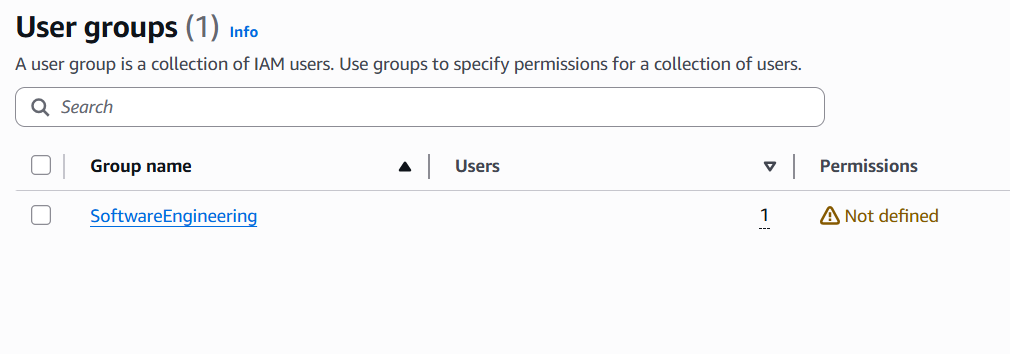 User groups (1) Info
A user group is a collection of IAM users. Use groups to specify permissions for a collection of users.
Search
Group name Users Permissions
SoftwareEngineering 1 Not defined